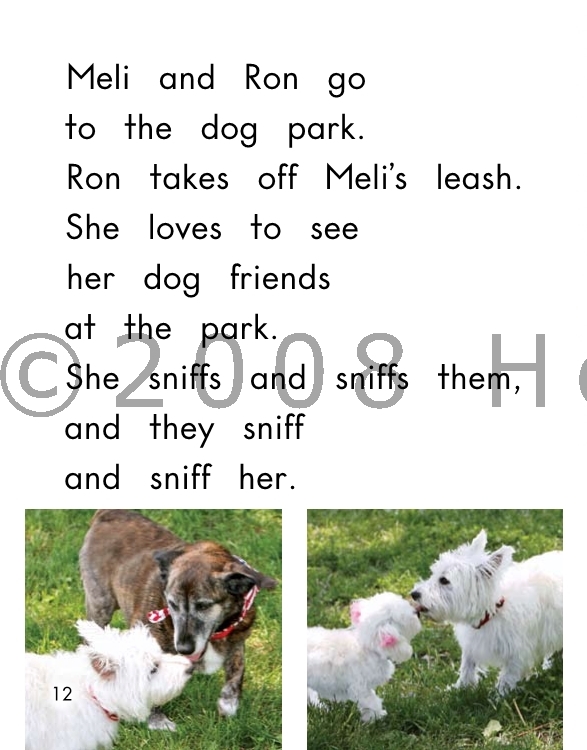 Meli and Ron go
to the dog park.
Ron takes off Meli's leash.
She loves to see
her dog friends
at the park.
© 2008 He
She sniffs and sniffs them,
and they sniff
and sniff her.
12